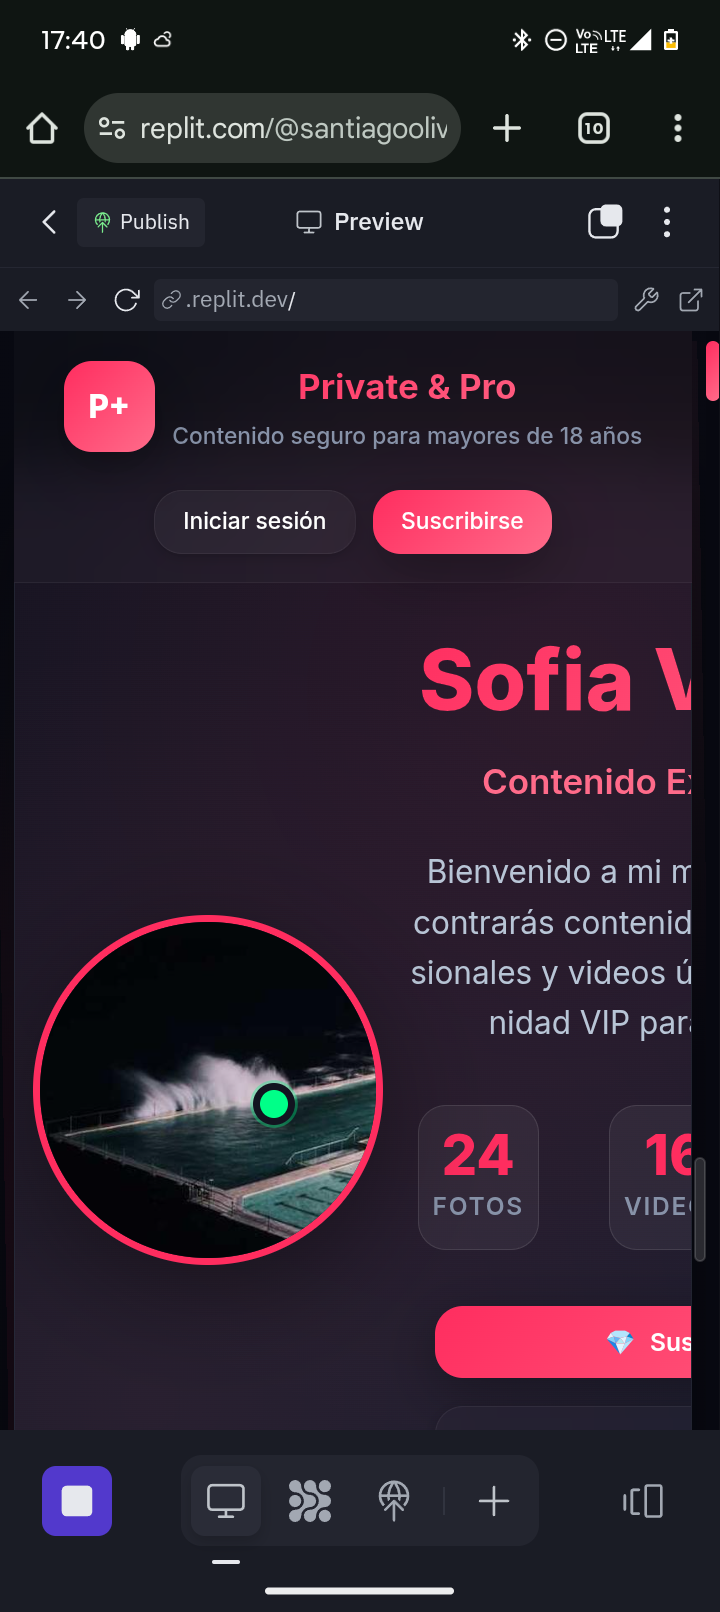 17:40
Vo LTE
LTE
replit.com/@santiagooliv
10
Publish
Preview
.replit.dev/
P+
Private & Pro
Contenido seguro para mayores de 18 años
Iniciar sesión
Suscribirse
Sofia V
Contenido Ex
Bienvenido a mi m
contrarás contenid
sionales y videos ú
nidad VIP para
24
FOTOS
16
VIDEO
Sus